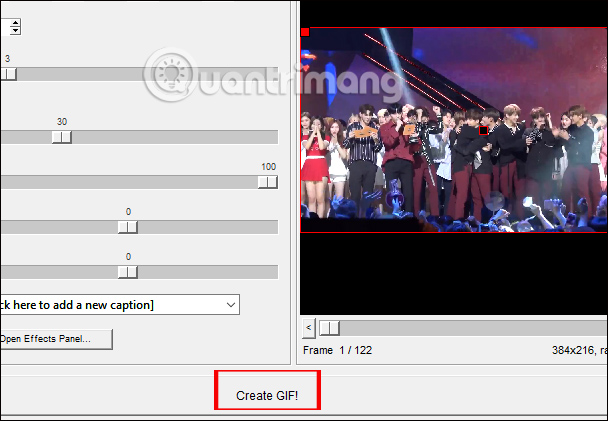 3
Quantrimang
30
100
0
0
ck here to add a new caption]
Open Effects Panel...
<
Frame 1 / 122
384x216, ra
Create GIF!